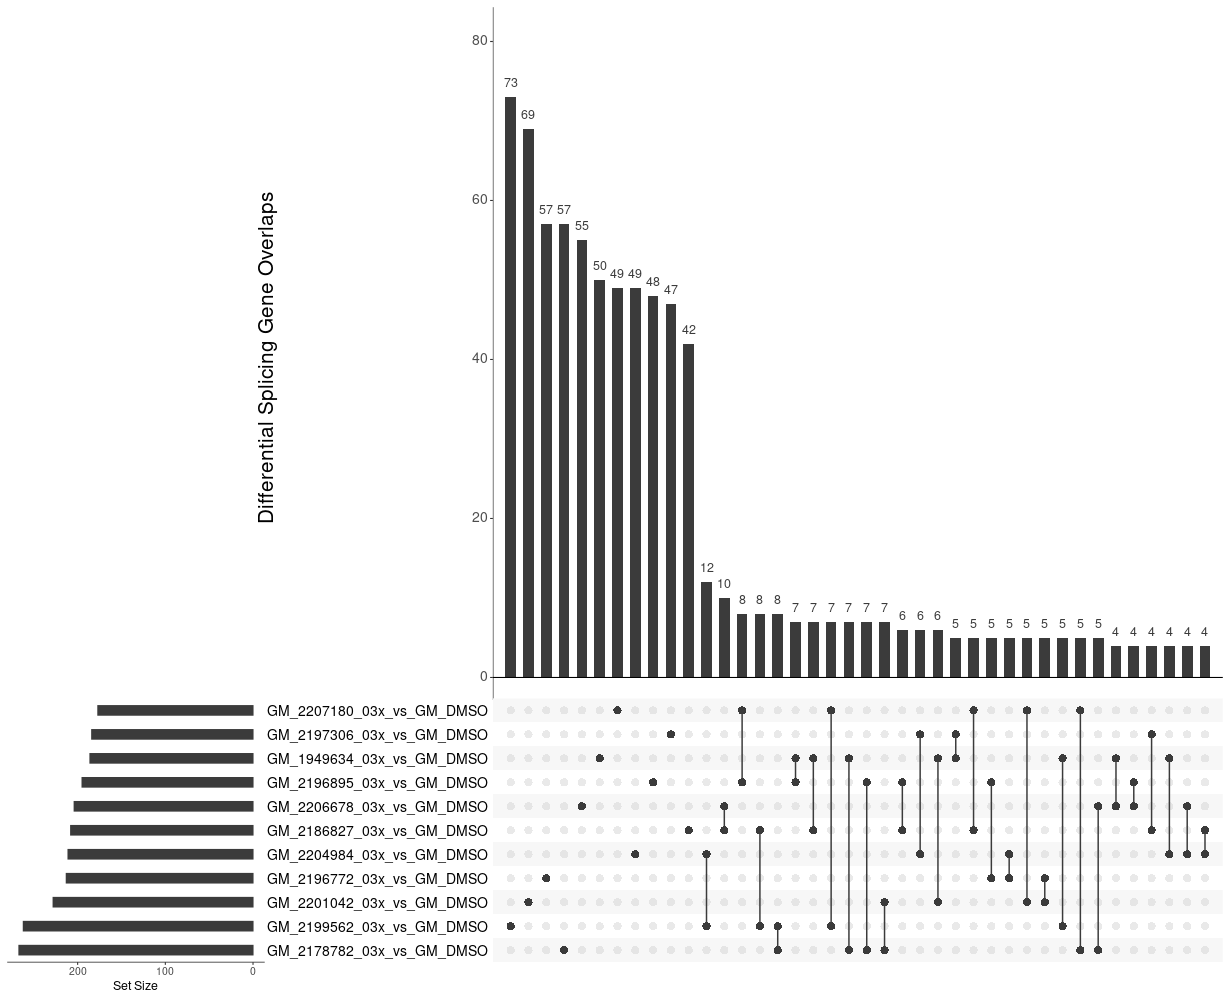 80
73
69
60
57 57
55
50
49 49
48
47
42
40
20
12
10
8 8 8
7 7 7 7 7 7
6 6 6
5 5 5 5 5 5 5 5 5
4 4 4 4 4 4
0
Differential Splicing Gene Overlaps
GM_2207180_03x_vs_GM_DMSO
GM_2197306_03x_vs_GM_DMSO
GM_1949634_03x_vs_GM_DMSO
GM_2196895_03x_vs_GM_DMSO
GM_2206678_03x_vs_GM_DMSO
GM_2186827_03x_vs_GM_DMSO
GM_2204984_03x_vs_GM_DMSO
GM_2196772_03x_vs_GM_DMSO
GM_2201042_03x_vs_GM_DMSO
GM_2199562_03x_vs_GM_DMSO
GM_2178782_03x_vs_GM_DMSO
200 100 0
Set Size